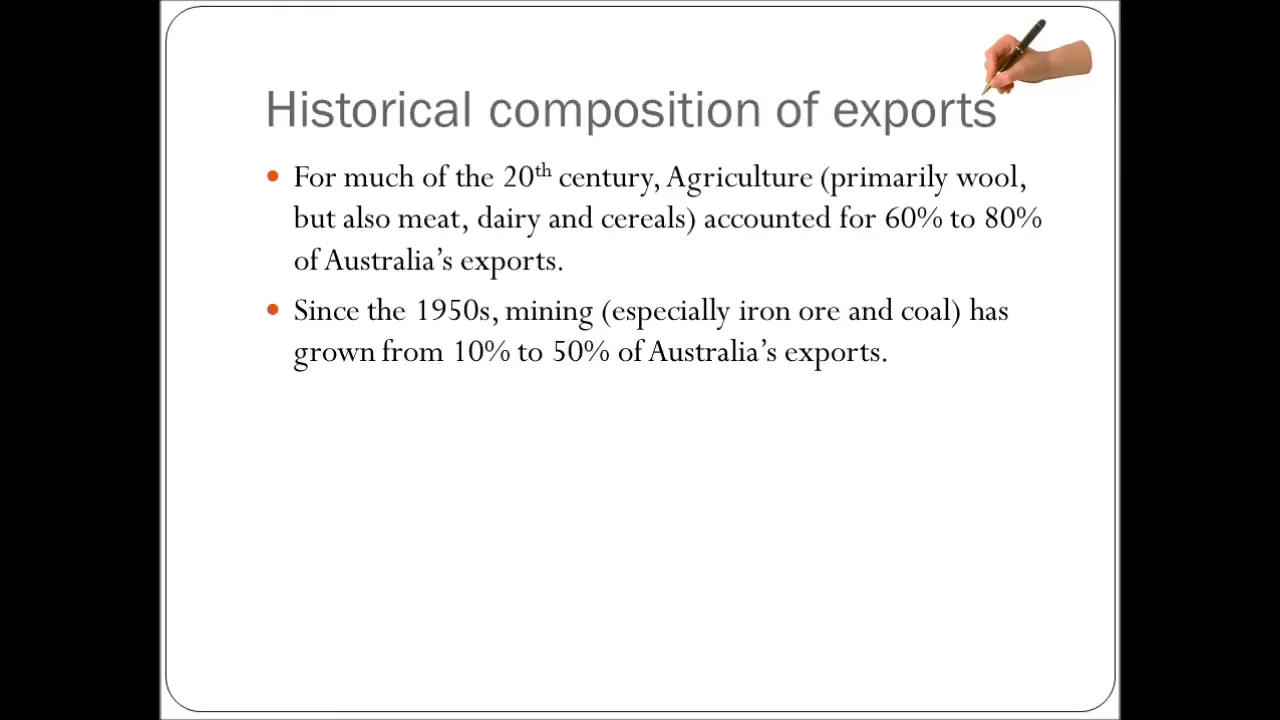 Historical composition of exports
• For much of the 20th century, Agriculture (primarily wool,
but also meat, dairy and cereals) accounted for 60% to 80%
of Australia’s exports.
• Since the 1950s, mining (especially iron ore and coal) has
grown from 10% to 50% of Australia’s exports.